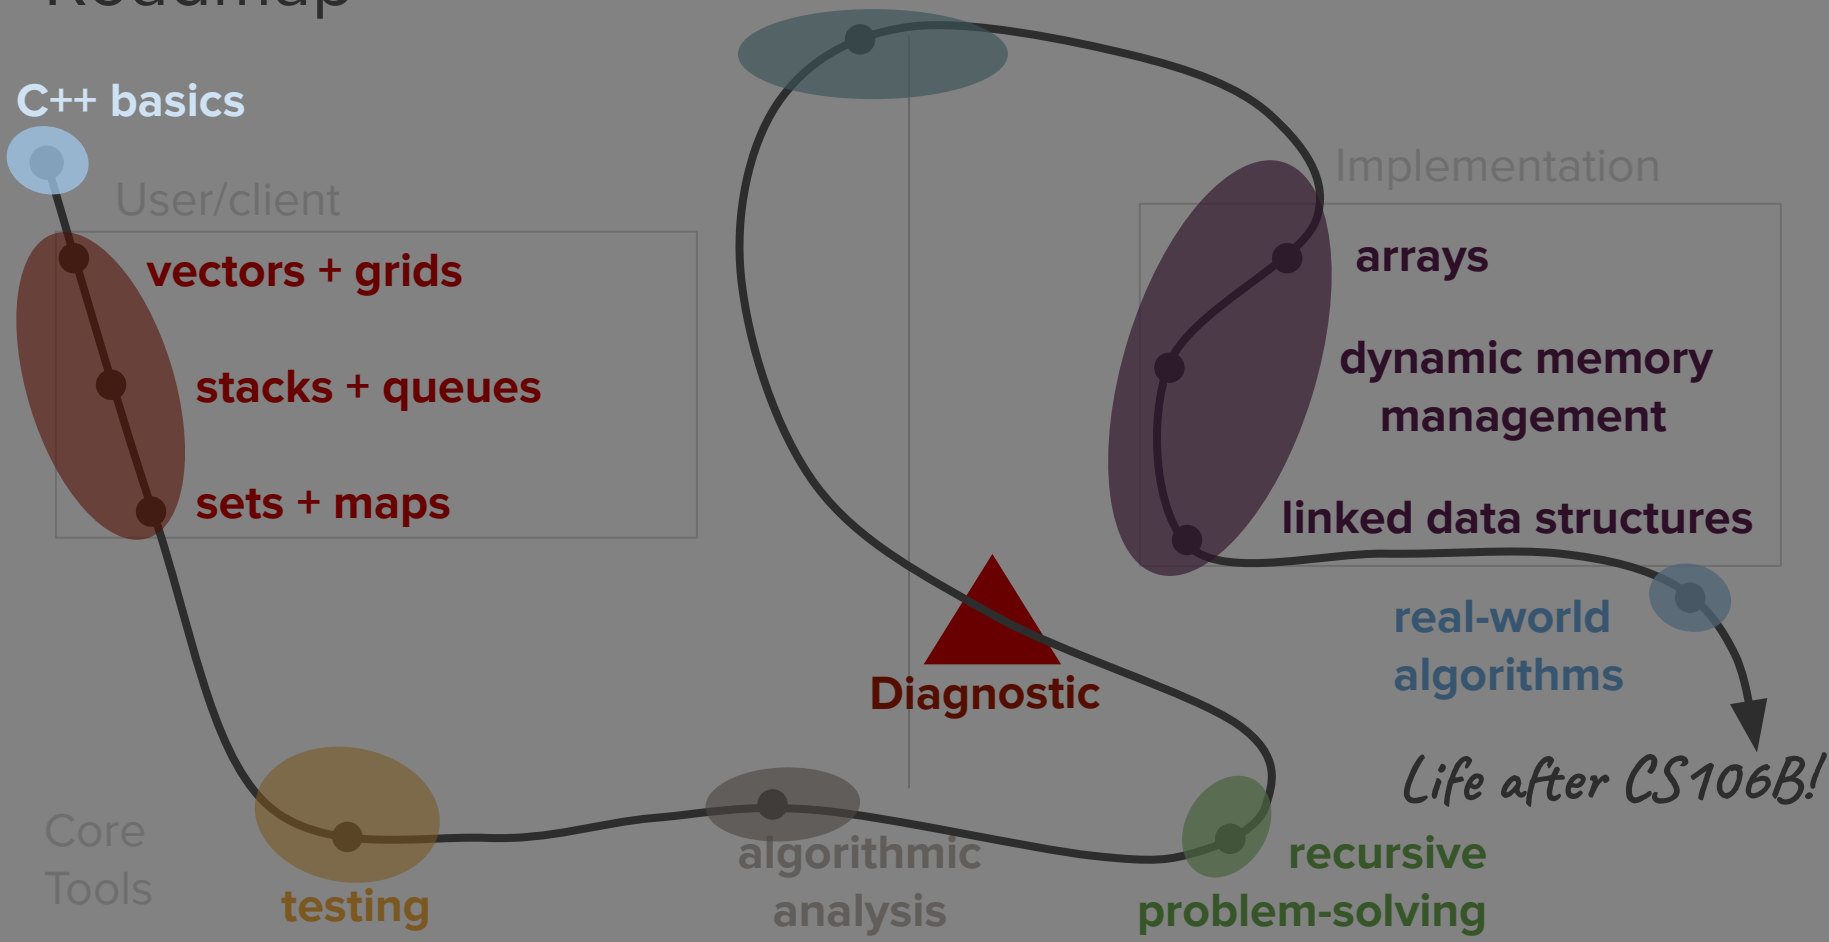 Roadmap
C++ basics
User/client
vectors + grids
stacks + queues
sets + maps
Core
Tools
testing
algorithmic
analysis
recursive
problem-solving
Diagnostic
Implementation
arrays
dynamic memory
management
linked data structures
real-world
algorithms
Life after CS106B!